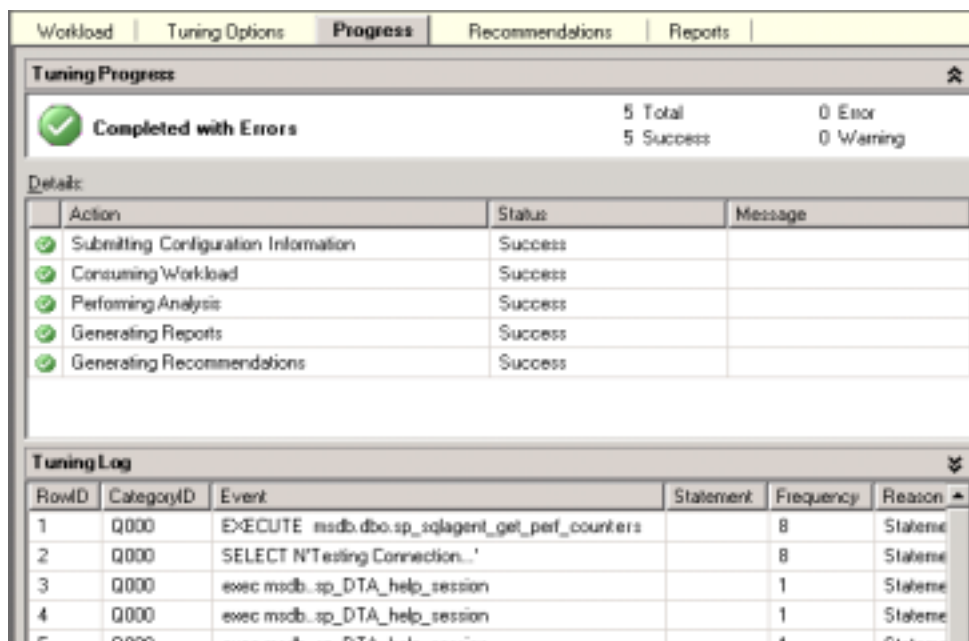 Workload Tuning Options Progress Recommendations Reports
Tuning Progress
Completed with Errors
5 Total 0 Error
5 Success 0 Warning
Details:
Action Status Message
Submitting Configuration Information Success
Consuming Workload Success
Performing Analysis Success
Generating Reports Success
Generating Recommendations Success
Tuning Log
RowID CategoryID Event Statement Frequency Reason
1 Q000 EXECUTE msdb.dbo.sp_sqlagent_get_perf_counters 8 Stateme
2 Q000 SELECT N'Testing Connection...' 8 Stateme
3 Q000 exec msdb..sp_DTA_help_session 1 Stateme
4 Q000 exec msdb..sp_DTA_help_session 1 Stateme